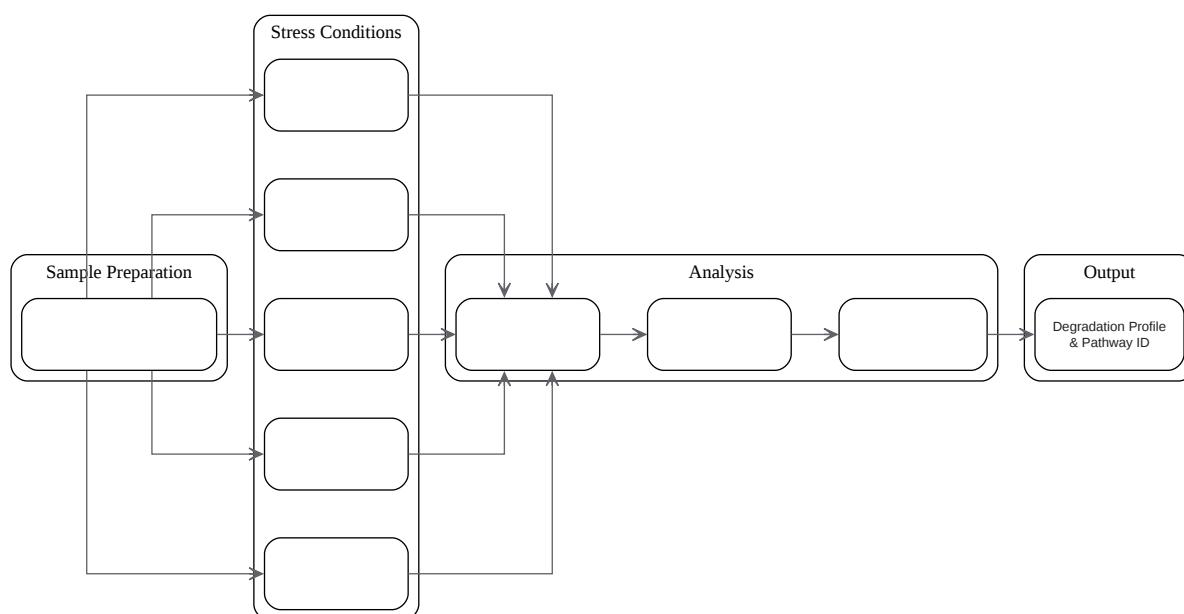 Stress Conditions
Sample Preparation
Analysis
Output
Degradation Profile
& Pathway ID